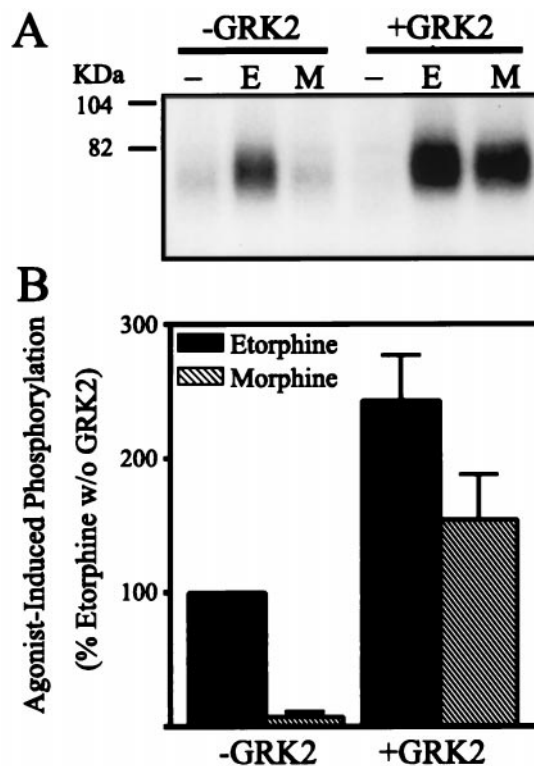 A
-GRK2 +GRK2
KDa – E M – E M
104
82
B
Agonist-Induced Phosphorylation
(% Etorphine w/o GRK2)
300
200
100
Etorphine
Morphine
-GRK2 +GRK2